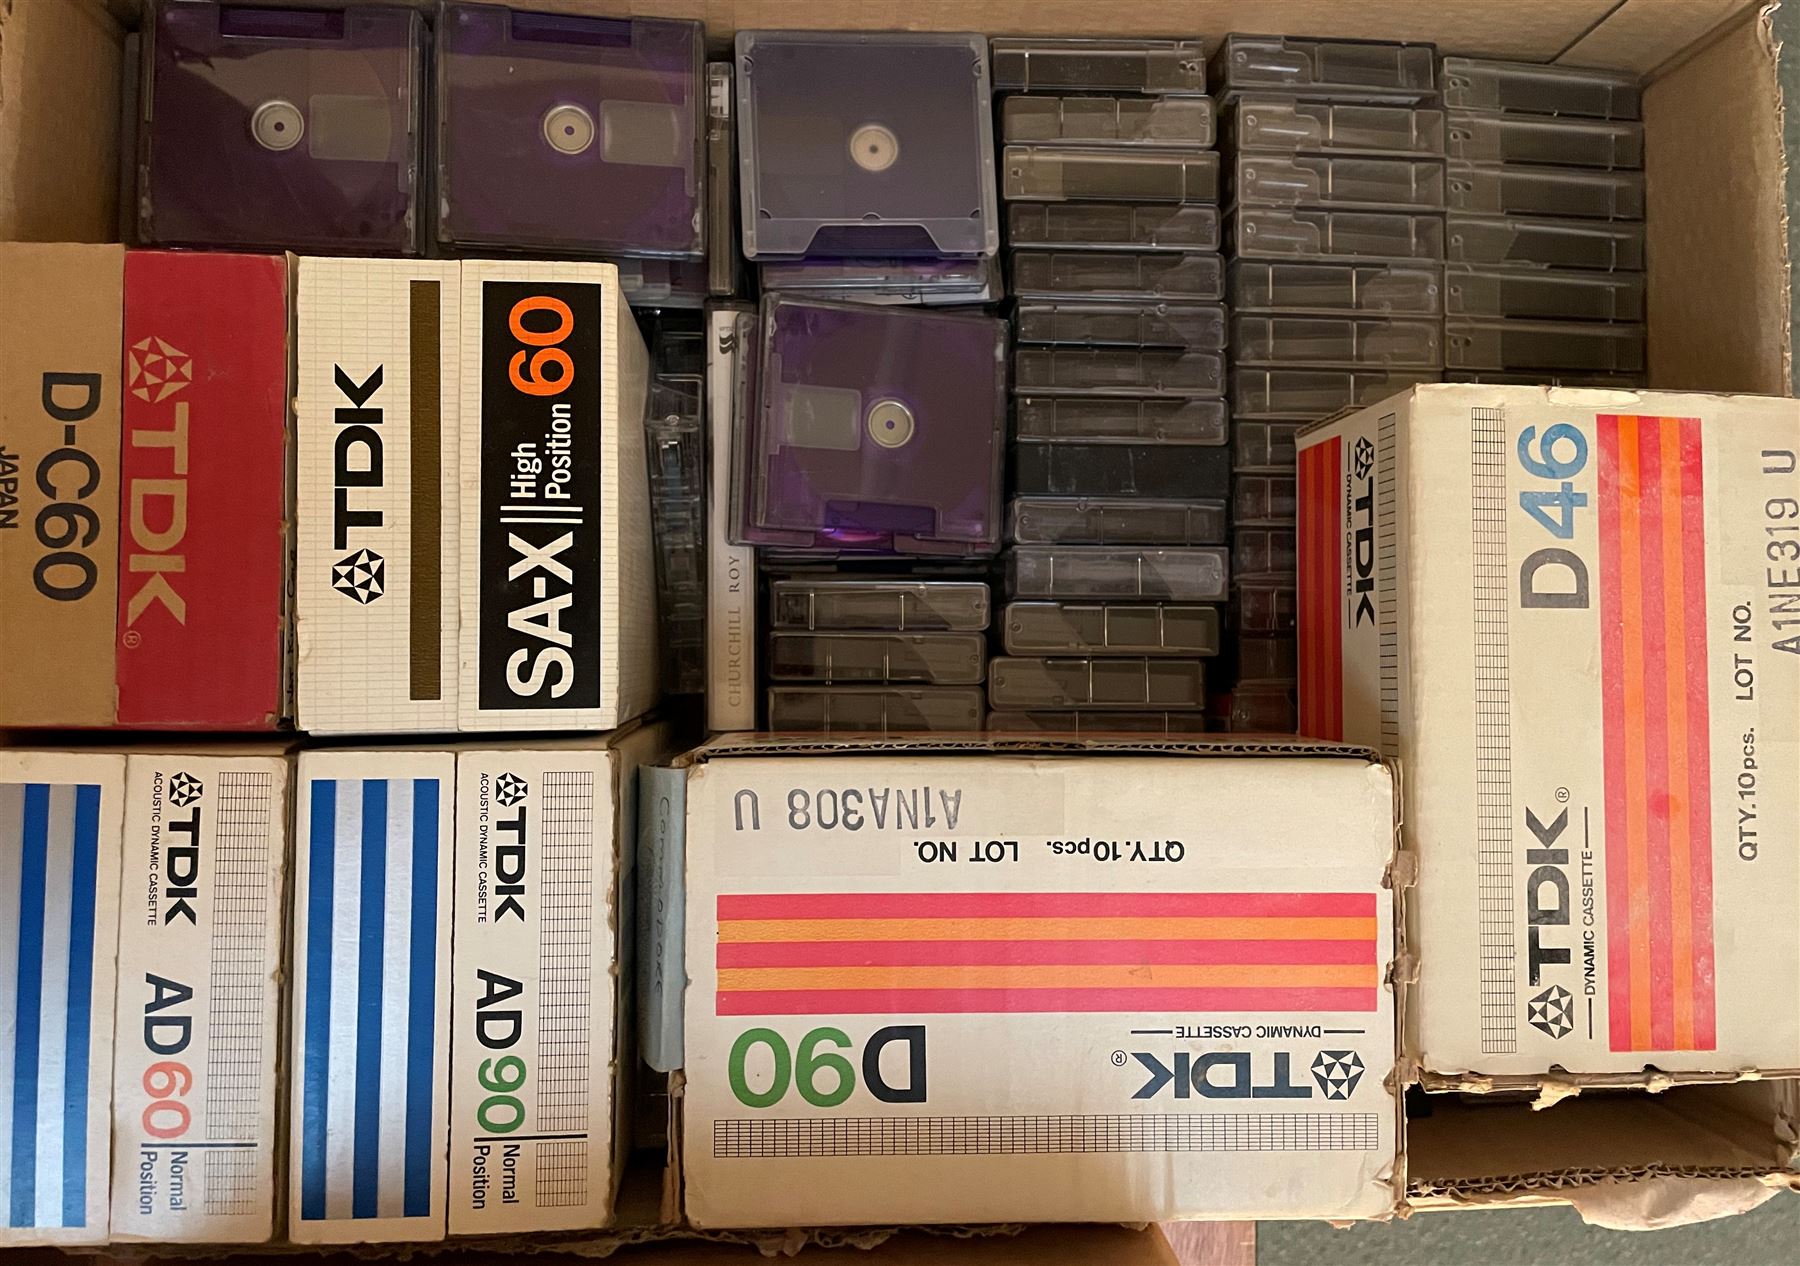 D-C60
JAPAN
TDK®
TDK
SA-X High
Position 60
CHURCHILL ROY
TDK
DYNAMIC CASSETTE
D46
TDK®
DYNAMIC CASSETTE
QTY. 10pcs. LOT NO.
A1NE319 U
TDK
ACOUSTIC DYNAMIC CASSETTE
AD60 Normal
Position
TDK
ACOUSTIC DYNAMIC CASSETTE
AD90 Normal
Position
TDK®
DYNAMIC CASSETTE
D90
QTY. 10pcs. LOT NO.
A1NA308 U